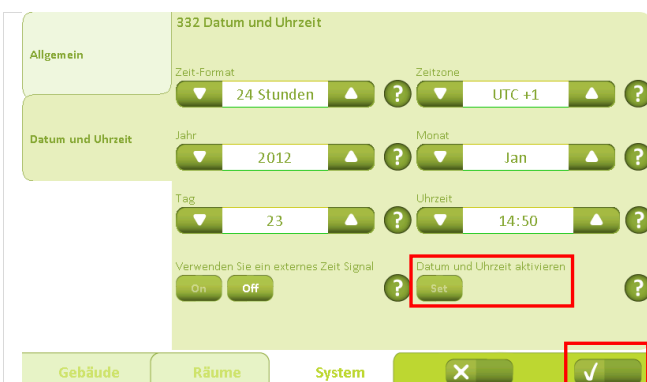 332 Datum und Uhrzeit
Allgemein
Datum und Uhrzeit
Zeit-Format
Zeitzone
24 Stunden ?
UTC +1 ?
Jahr
Monat
2012 ?
Jan ?
Tag
Uhrzeit
23 ?
14:50 ?
Verwenden Sie ein externes Zeit Signal
Datum und Uhrzeit aktivieren
On Off ?
Set ?
Gebäude Räume System